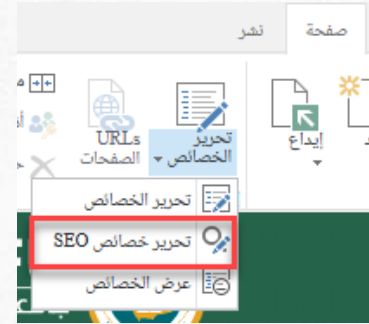 صفحة
نشر
إيداع
تحرير
الخصائص
URLs
الصفحات
تحرير الخصائص
تحرير خصائص SEO
عرض الخصائص